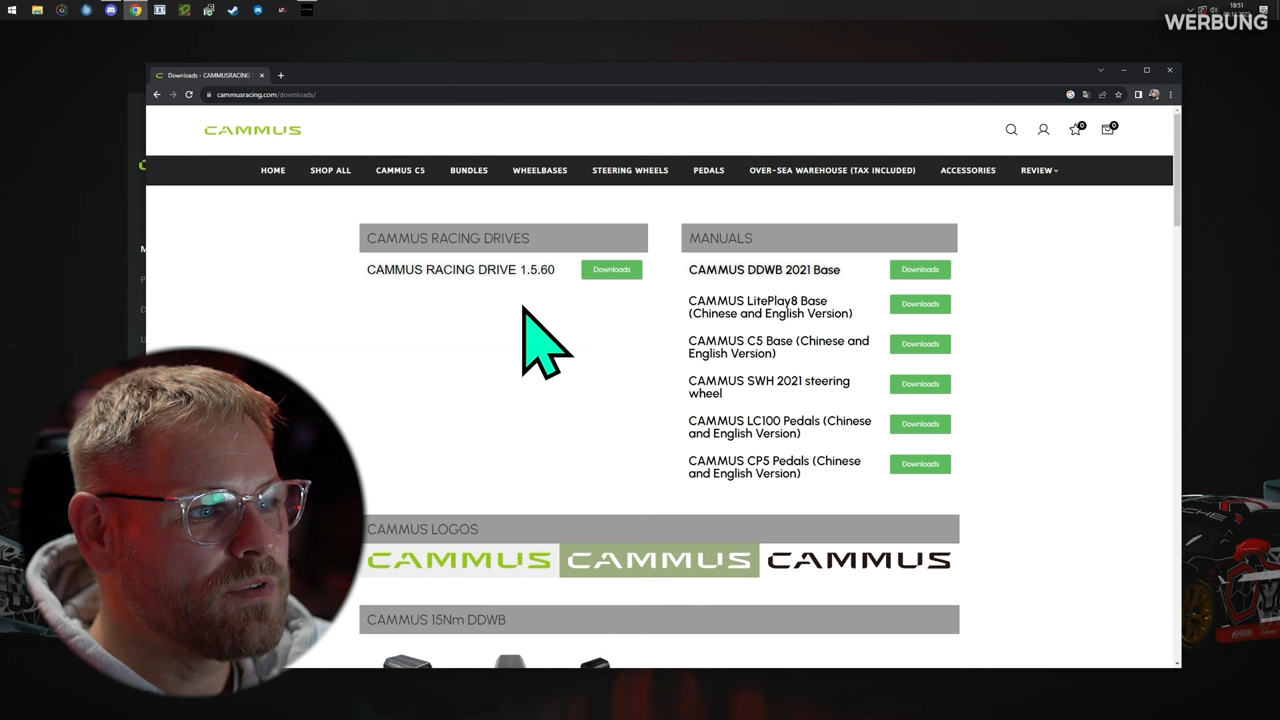 18:51
WERBUNG
Downloads - CAMMUSRACING
cammusracing.com/downloads/
CAMMUS
0
0
HOME
SHOP ALL
CAMMUS C5
BUNDLES
WHEELBASES
STEERING WHEELS
PEDALS
OVER-SEA WAREHOUSE (TAX INCLUDED)
ACCESSORIES
REVIEW
CAMMUS RACING DRIVES
CAMMUS RACING DRIVE 1.5.60
Downloads
MANUALS
CAMMUS DDWB 2021 Base
Downloads
CAMMUS LitePlay8 Base
(Chinese and English Version)
Downloads
CAMMUS C5 Base (Chinese and
English Version)
Downloads
CAMMUS SWH 2021 steering
wheel
Downloads
CAMMUS LC100 Pedals (Chinese
and English Version)
Downloads
CAMMUS CP5 Pedals (Chinese
and English Version)
Downloads
CAMMUS LOGOS
CAMMUS
CAMMUS
CAMMUS
CAMMUS 15Nm DDWB